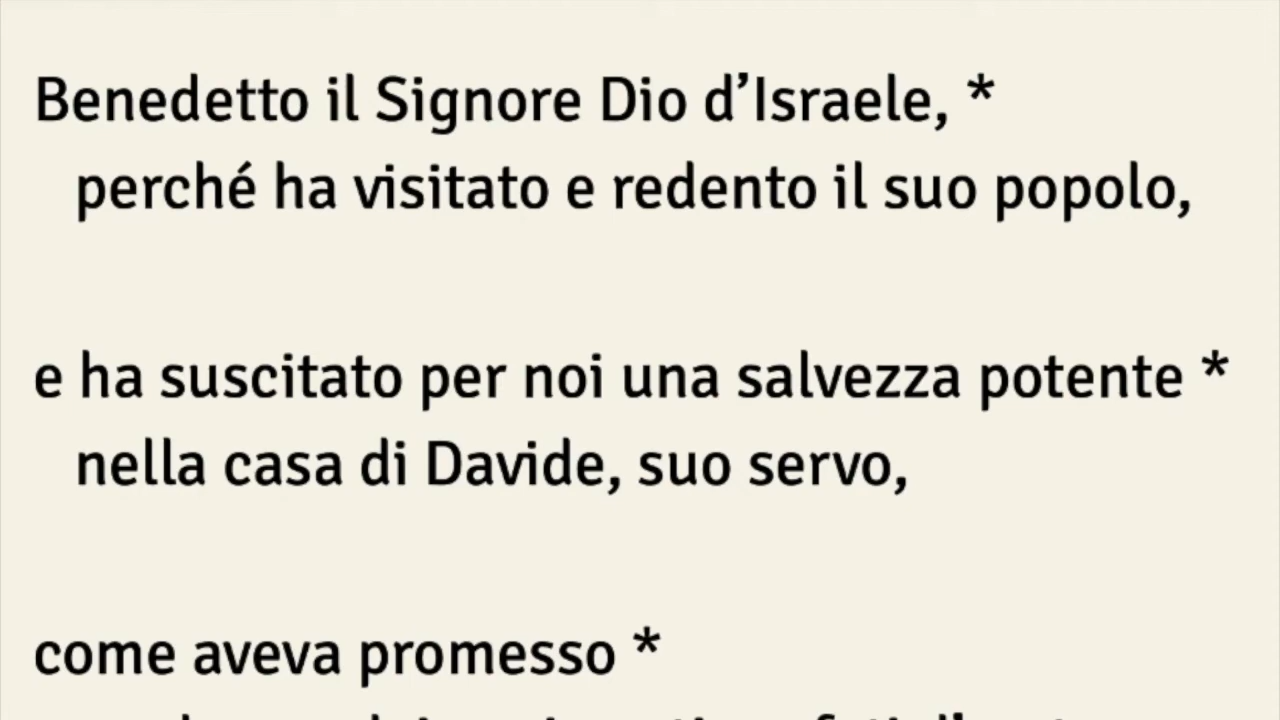 Benedetto il Signore Dio d’Israele, *
perché ha visitato e redento il suo popolo,
e ha suscitato per noi una salvezza potente *
nella casa di Davide, suo servo,
come aveva promesso *